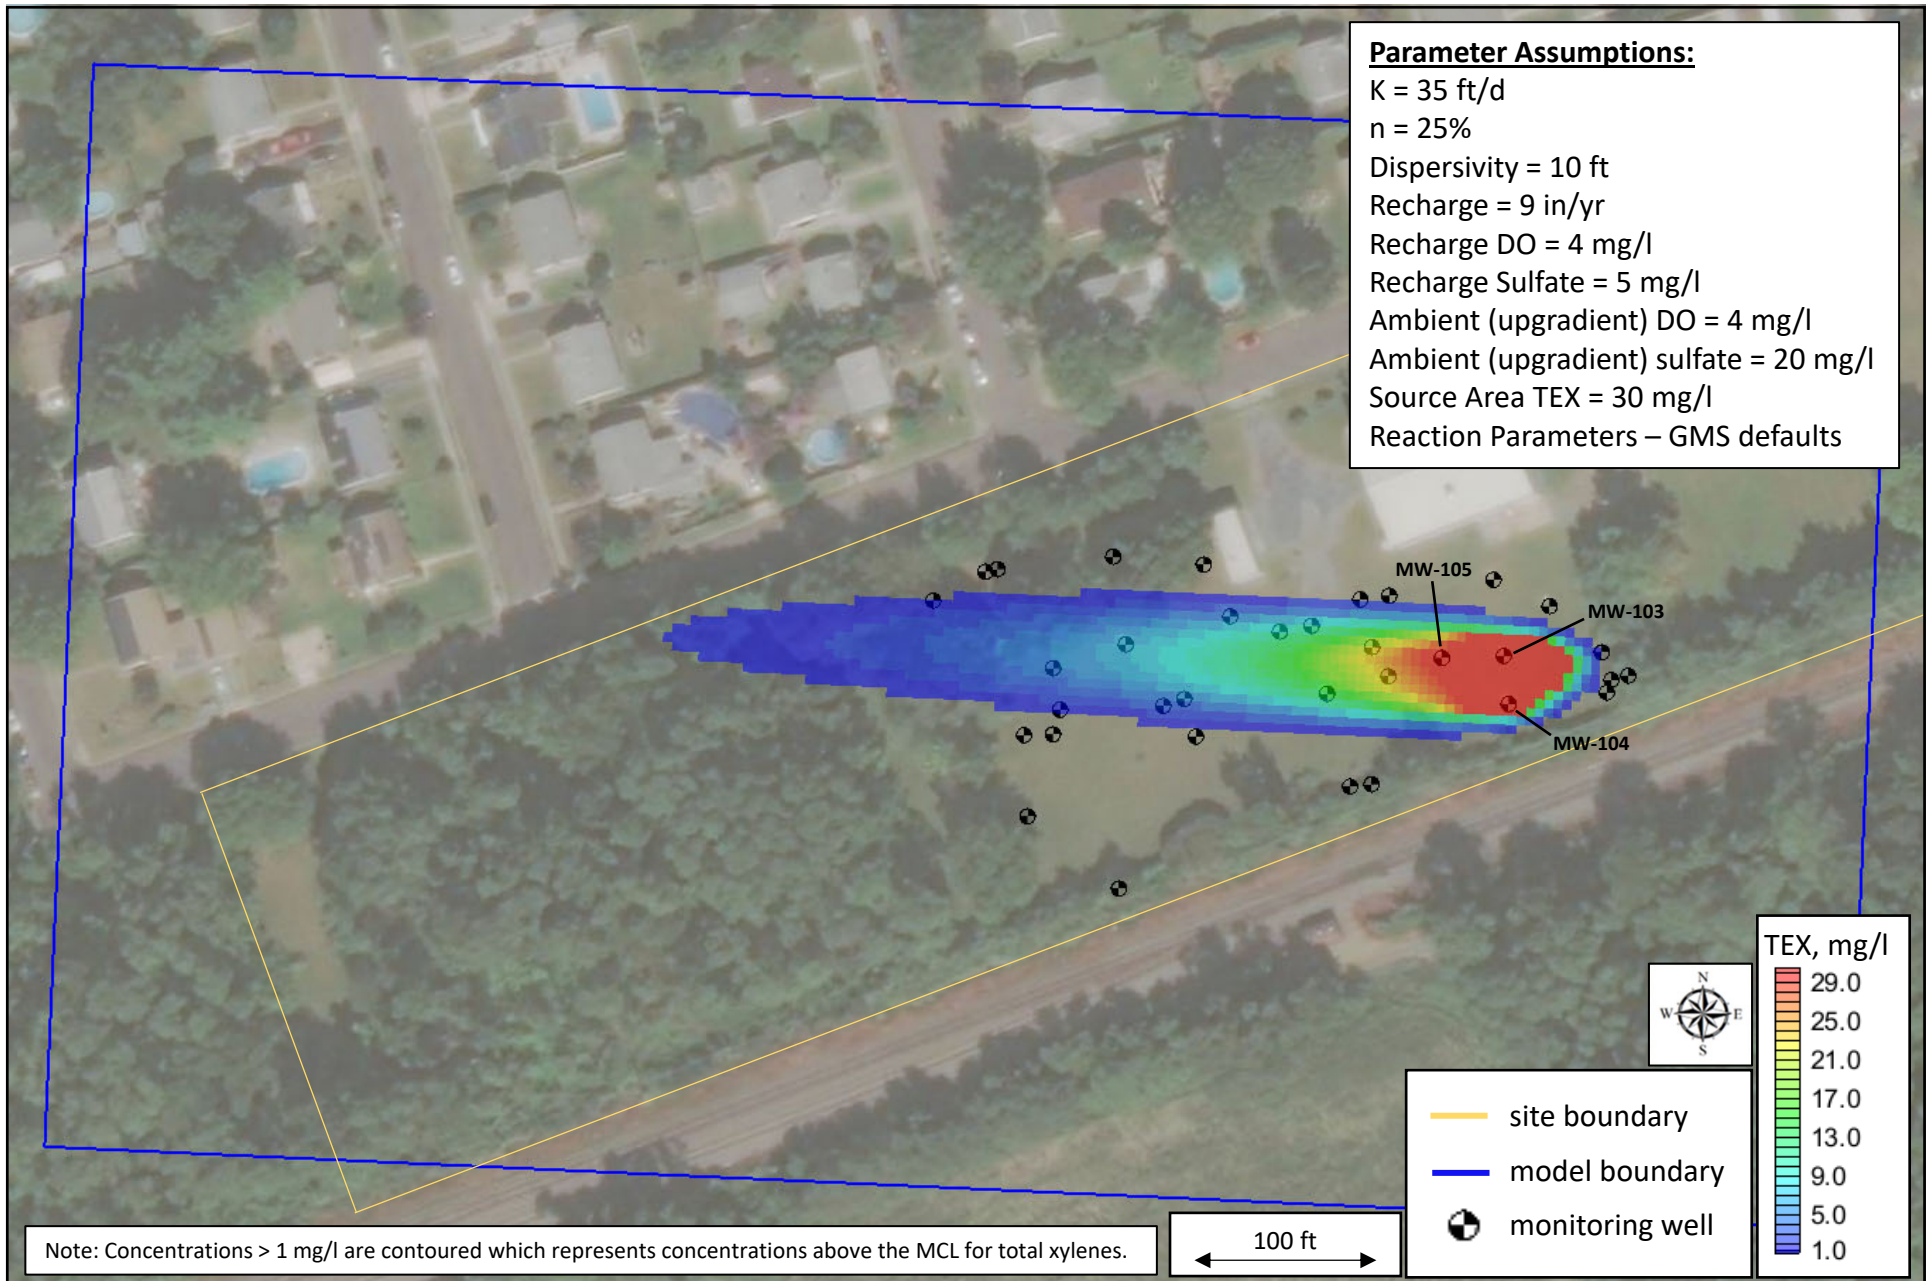 Parameter Assumptions:
K = 35 ft/d
n = 25%
Dispersivity = 10 ft
Recharge = 9 in/yr
Recharge DO = 4 mg/l
Recharge Sulfate = 5 mg/l
Ambient (upgradient) DO = 4 mg/l
Ambient (upgradient) sulfate = 20 mg/l
Source Area TEX = 30 mg/l
Reaction Parameters – GMS defaults
MW-105
MW-103
MW-104
TEX, mg/l
29.0
25.0
21.0
17.0
13.0
9.0
5.0
1.0
N
W E
S
site boundary
model boundary
monitoring well
100 ft
Note: Concentrations > 1 mg/l are contoured which represents concentrations above the MCL for total xylenes.